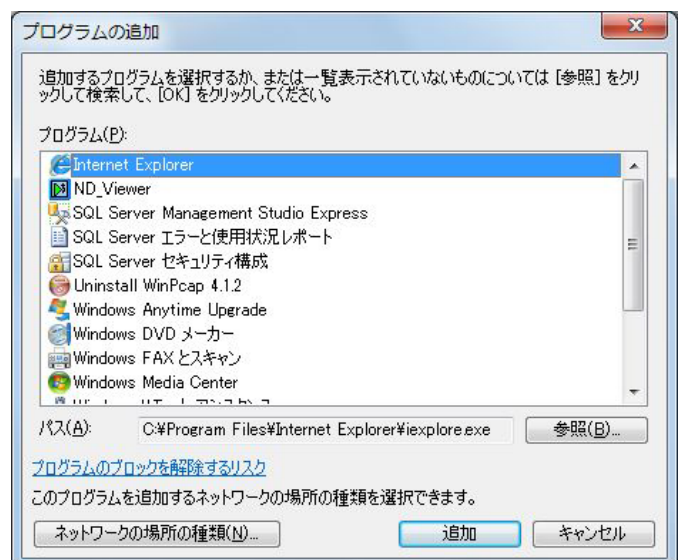 プログラムの追加
追加するプログラムを選択するか、または一覧表示されていないものについては [参照] をクリ
ックして検索して、[OK] をクリックしてください。
プログラム(P):
Internet Explorer
ND_Viewer
SQL Server Management Studio Express
SQL Server エラーと使用状況レポート
SQL Server セキュリティ構成
Uninstall WinPcap 4.1.2
Windows Anytime Upgrade
Windows DVD メーカー
Windows FAX とスキャン
Windows Media Center
パス(A): C:¥Program Files¥Internet Explorer¥iexplore.exe 参照(B)...
プログラムのブロックを解除するリスク
このプログラムを追加するネットワークの場所の種類を選択できます。
ネットワークの場所の種類(N)... 追加 キャンセル